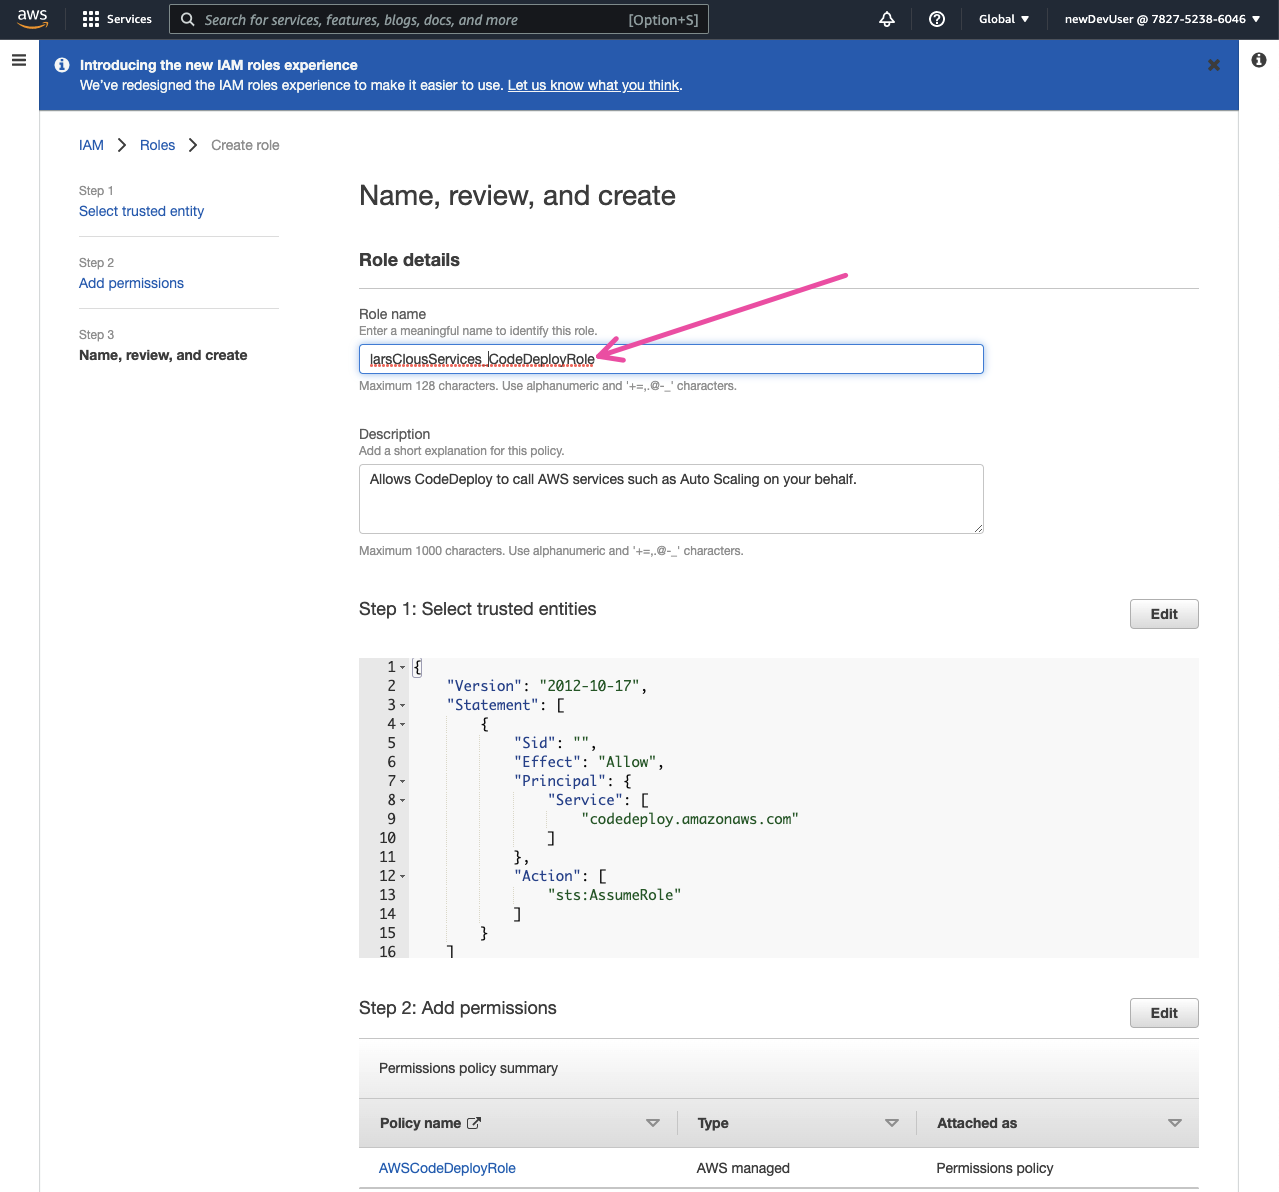 aws Services Search for services, features, blogs, docs, and more [Option+S] Global ▼ newDevUser @ 7827-5238-6046 ▼
Introducing the new IAM roles experience
We've redesigned the IAM roles experience to make it easier to use. Let us know what you think.
IAM > Roles > Create role
Step 1
Select trusted entity
Step 2
Add permissions
Step 3
Name, review, and create
Name, review, and create
Role details
Role name
Enter a meaningful name to identify this role.
larsClousServices_CodeDeployRole
Maximum 128 characters. Use alphanumeric and '+=,.@-_' characters.
Description
Add a short explanation for this policy.
Allows CodeDeploy to call AWS services such as Auto Scaling on your behalf.
Maximum 1000 characters. Use alphanumeric and '+=,.@-_' characters.
Step 1: Select trusted entities
Edit
1 {
2 "Version": "2012-10-17",
3 "Statement": [
4 {
5 "Sid": "",
6 "Effect": "Allow",
7 "Principal": {
8 "Service": [
9 "codedeploy.amazonaws.com"
10 ]
11 },
12 "Action": [
13 "sts:AssumeRole"
14 ]
15 }
16 ]
Step 2: Add permissions
Edit
Permissions policy summary
Policy name Type Attached as
AWSCodeDeployRole AWS managed Permissions policy